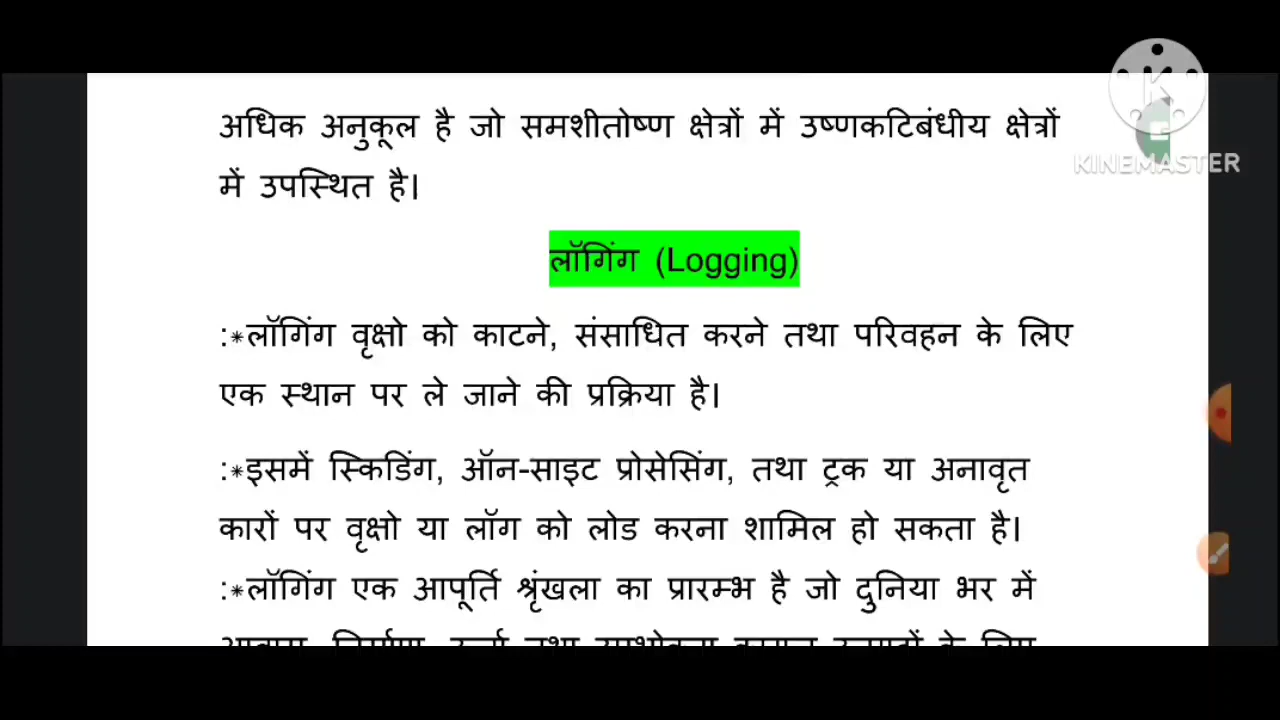 अधिक अनुकूल है जो समशीतोष्ण क्षेत्रों में उष्णकटिबंधीय क्षेत्रों
में उपस्थित है।
लॉगिंग (Logging)
:*लॉगिंग वृक्षो को काटने, संसाधित करने तथा परिवहन के लिए
एक स्थान पर ले जाने की प्रक्रिया है।
:*इसमें स्किडिंग, ऑन-साइट प्रोसेसिंग, तथा ट्रक या अनावृत
कारों पर वृक्षो या लॉग को लोड करना शामिल हो सकता है।
:*लॉगिंग एक आपूर्ति श्रृंखला का प्रारम्भ है जो दुनिया भर में
KINEMASTER